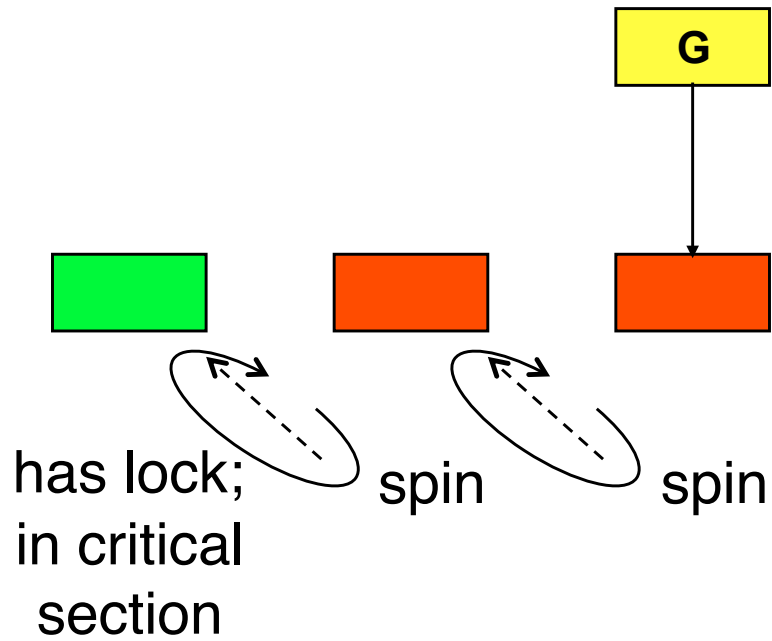 G
has lock;
in critical
section
spin
spin